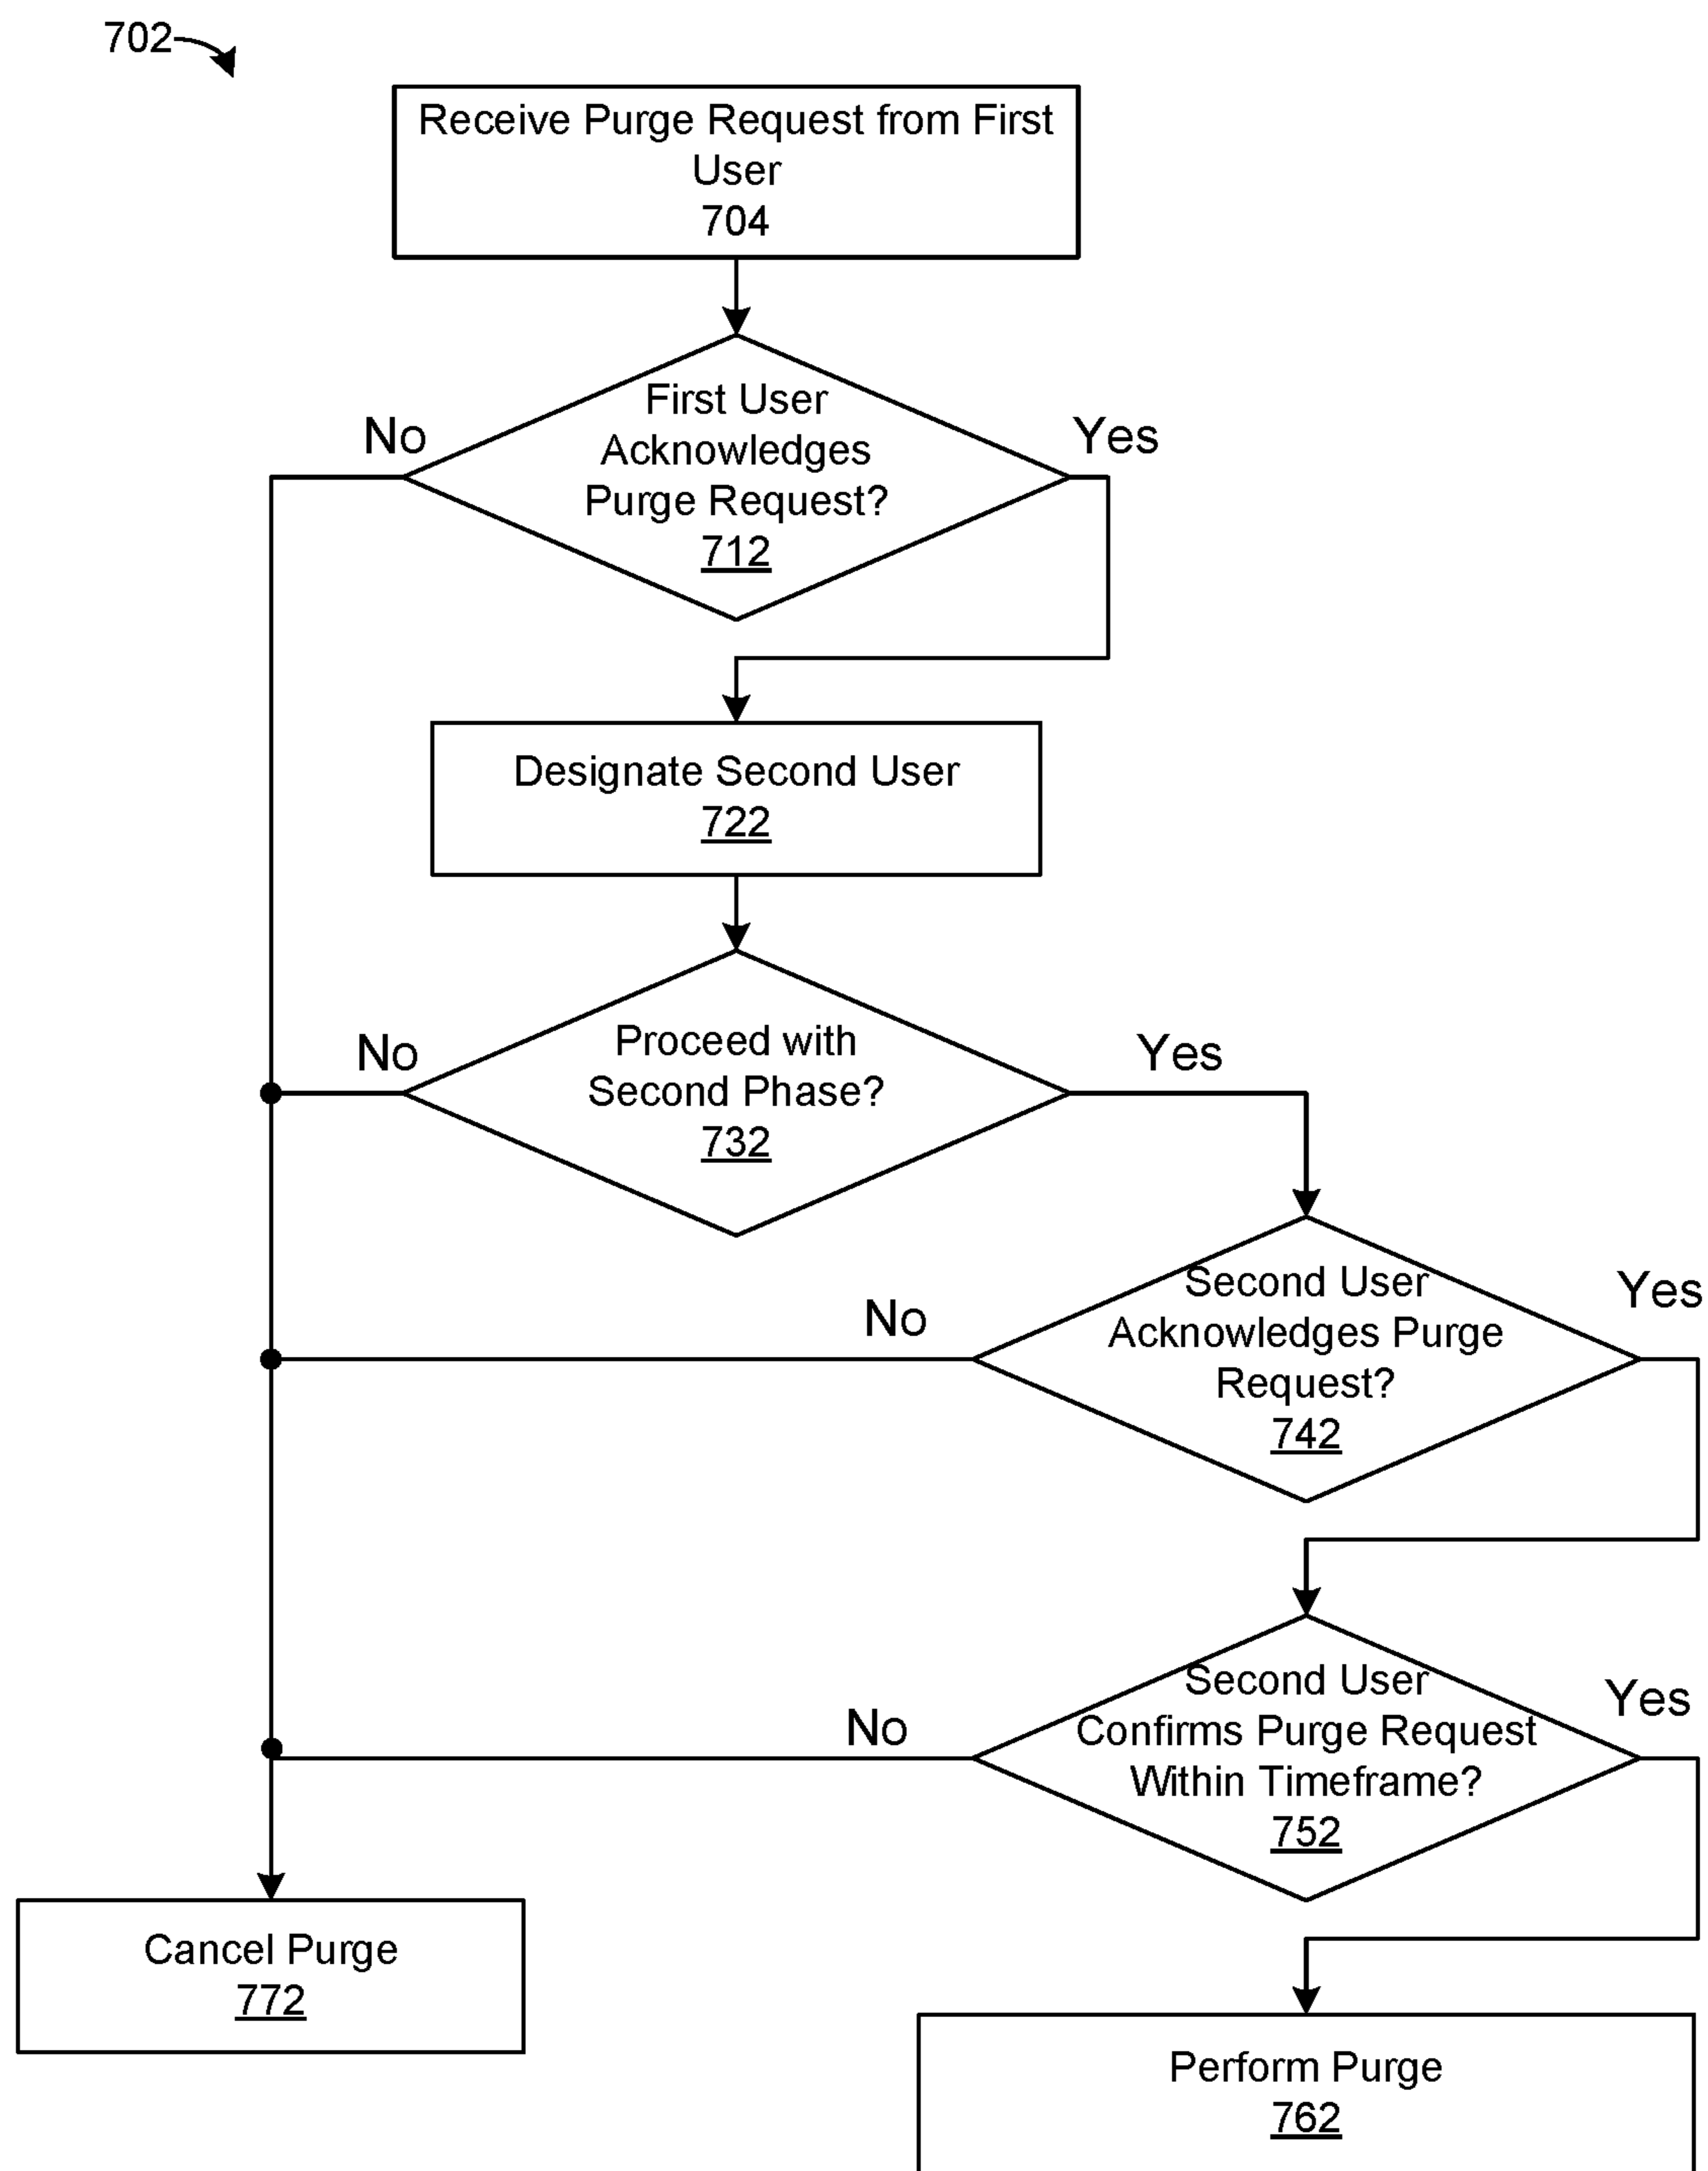 702
Receive Purge Request from First
User
704
First User
Acknowledges
Purge Request?
712
No
Yes
Designate Second User
722
Proceed with
Second Phase?
732
No
Yes
Second User
Acknowledges Purge
Request?
742
No
Yes
Second User
Confirms Purge Request
Within Timeframe?
752
No
Yes
Cancel Purge
772
Perform Purge
762